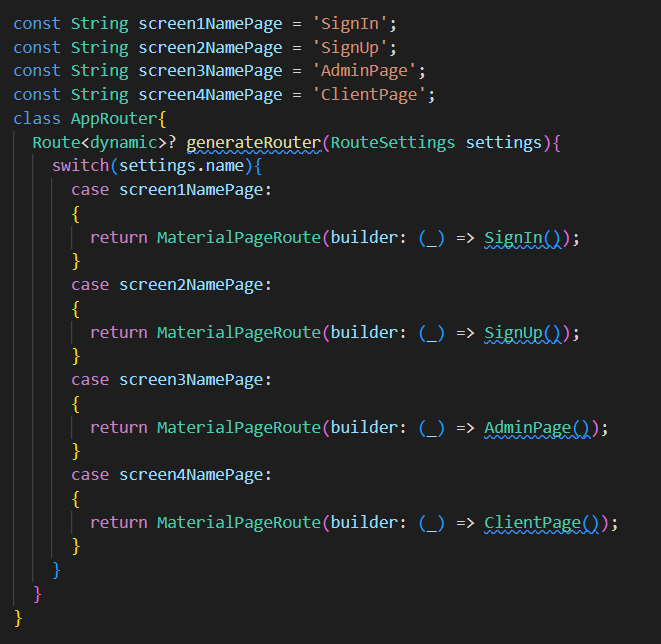 const String screen1NamePage = 'SignIn';
const String screen2NamePage = 'SignUp';
const String screen3NamePage = 'AdminPage';
const String screen4NamePage = 'ClientPage';
class AppRouter{
  Route<dynamic>? generateRouter(RouteSettings settings){
    switch(settings.name){
      case screen1NamePage:
      {
        return MaterialPageRoute(builder: (_) => SignIn());
      }
      case screen2NamePage:
      {
        return MaterialPageRoute(builder: (_) => SignUp());
      }
      case screen3NamePage:
      {
        return MaterialPageRoute(builder: (_) => AdminPage());
      }
      case screen4NamePage:
      {
        return MaterialPageRoute(builder: (_) => ClientPage());
      }
    }
  }
}